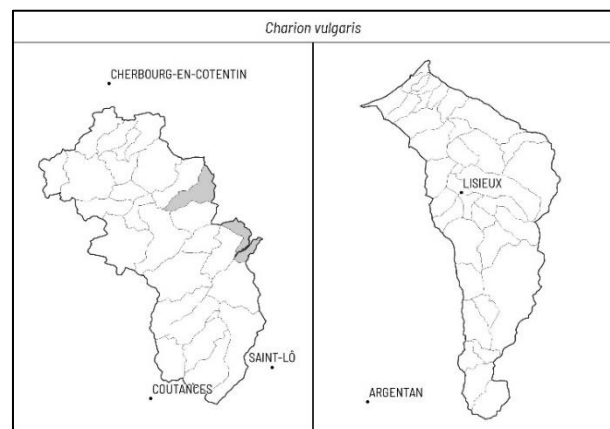 Charion vulgaris
CHERBOURG-EN-COTENTIN
LISIEUX
SAINT-LÔ
COUTANCES
ARGENTAN